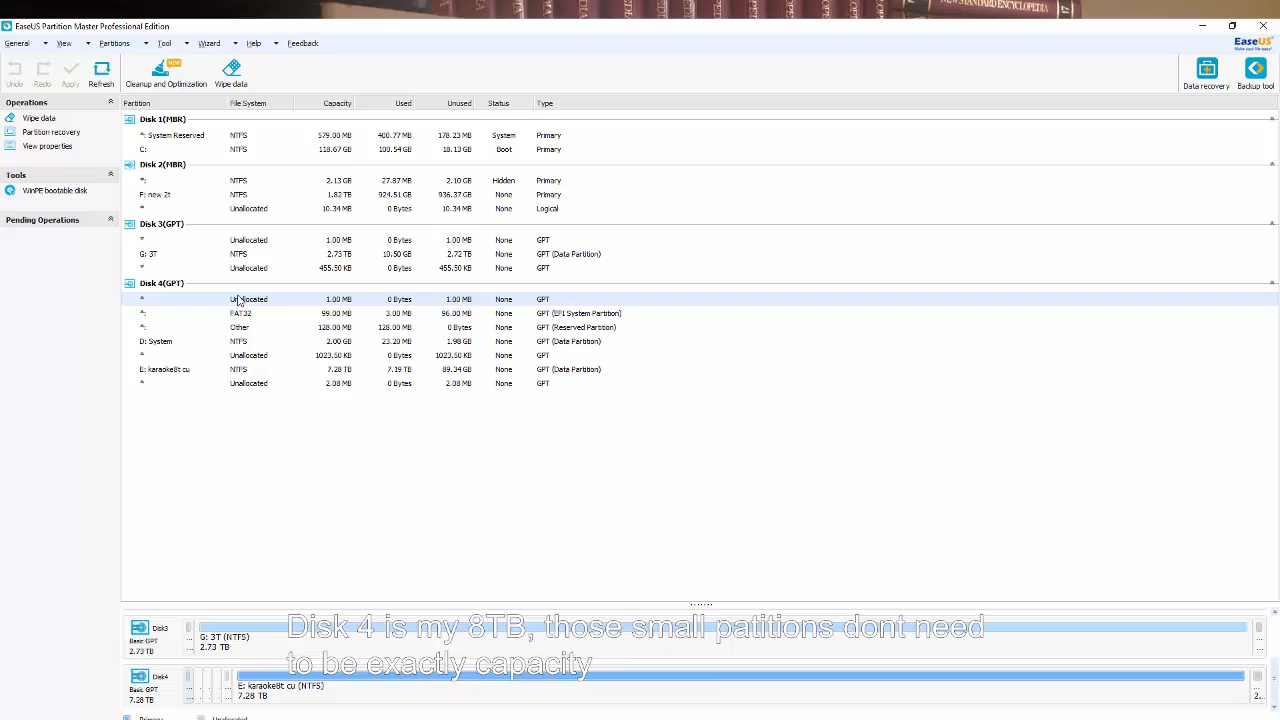 NEW STANDARD ENCYCLOPEDIA
17
EaseUS Partition Master Professional Edition
General View Partitions Tool Wizard Help Feedback
EaseUS
Make your life easy!
Undo Redo Apply Refresh Cleanup and Optimization Wipe data Data recovery Backup tool
NEW
Operations
Wipe data
Partition recovery
View properties
Tools
WinPE bootable disk
Pending Operations
Partition File System Capacity Used Unused Status Type
Disk 1(MBR)
*: System Reserved NTFS 579.00 MB 400.77 MB 178.23 MB System Primary
C: NTFS 118.67 GB 100.54 GB 18.13 GB Boot Primary
Disk 2(MBR)
*: NTFS 2.13 GB 27.87 MB 2.10 GB Hidden Primary
F: new 2t NTFS 1.82 TB 924.51 GB 936.37 GB None Primary
* Unallocated 10.34 MB 0 Bytes 10.34 MB None Logical
Disk 3(GPT)
* Unallocated 1.00 MB 0 Bytes 1.00 MB None GPT
G: 3T NTFS 2.73 TB 10.50 GB 2.72 TB None GPT (Data Partition)
* Unallocated 455.50 KB 0 Bytes 455.50 KB None GPT
Disk 4(GPT)
* Unallocated 1.00 MB 0 Bytes 1.00 MB None GPT
*: FAT32 99.00 MB 3.00 MB 96.00 MB None GPT (EFI System Partition)
*: Other 128.00 MB 128.00 MB 0 Bytes None GPT (Reserved Partition)
D: System NTFS 2.00 GB 23.20 MB 1.98 GB None GPT (Data Partition)
* Unallocated 1023.50 KB 0 Bytes 1023.50 KB None GPT
E: karaoke8t cu NTFS 7.28 TB 7.19 TB 89.34 GB None GPT (Data Partition)
* Unallocated 2.08 MB 0 Bytes 2.08 MB None GPT
Disk3
Basic GPT
2.73 TB
G: 3T (NTFS)
2.73 TB
Disk 4 is my 8TB, those small patitions dont need
to be exactly capacity
Disk4
Basic GPT
7.28 TB
E: karaoke8t cu (NTFS)
7.28 TB
2...
Primary Unallocated